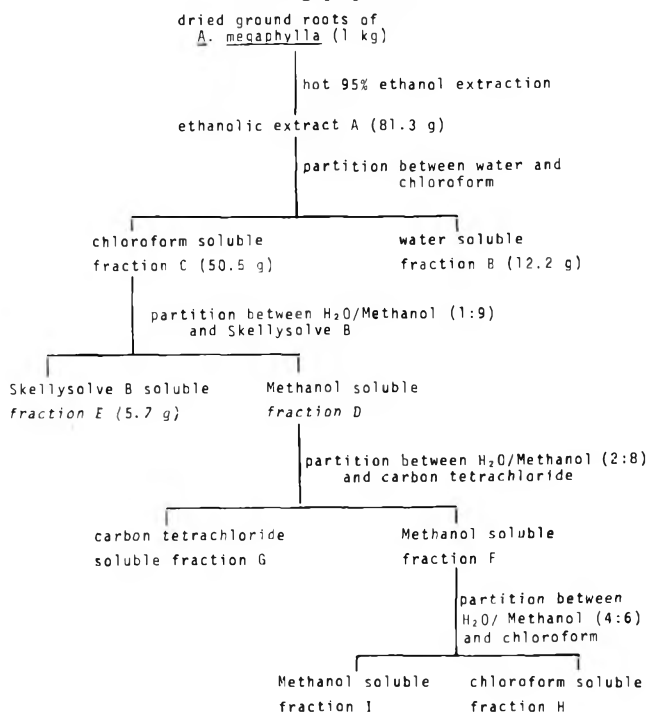 dried ground roots of
A. megaphylla (1 kg)
hot 95% ethanol extraction
ethanolic extract A (81.3 g)
partition between water and
chloroform
chloroform soluble
fraction C (50.5 g)
water soluble
fraction B (12.2 g)
partition between H₂O/Methanol (1:9)
and Skellysolve B
Skellysolve B soluble
fraction E (5.7 g)
Methanol soluble
fraction D
partition between H₂O/Methanol (2:8)
and carbon tetrachloride
carbon tetrachloride
soluble fraction G
Methanol soluble
fraction F
partition between
H₂O/ Methanol (4:6)
and chloroform
Methanol soluble
fraction I
chloroform soluble
fraction H